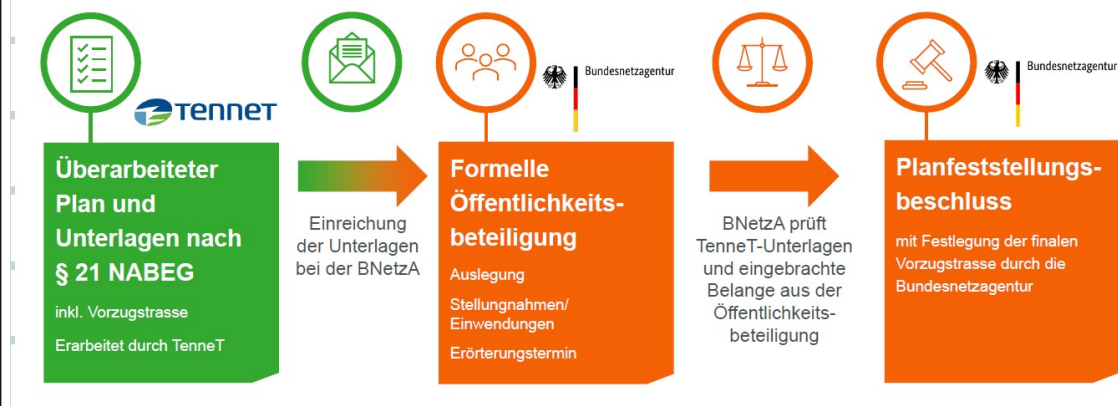 TenneT
Überarbeiteter
Plan und
Unterlagen nach
§ 21 NABEG
inkl. Vorzugstrasse
Erarbeitet durch TenneT
Einreichung
der Unterlagen
bei der BNetzA
Bundesnetzagentur
Formelle
Öffentlichkeits-
beteiligung
Auslegung
Stellungnahmen/
Einwendungen
Erörterungstermin
BNetzA prüft
TenneT-Unterlagen
und eingebrachte
Belange aus der
Öffentlichkeits-
beteiligung
Bundesnetzagentur
Planfeststellungs-
beschluss
mit Festlegung der finalen
Vorzugstrasse durch die
Bundesnetzagentur